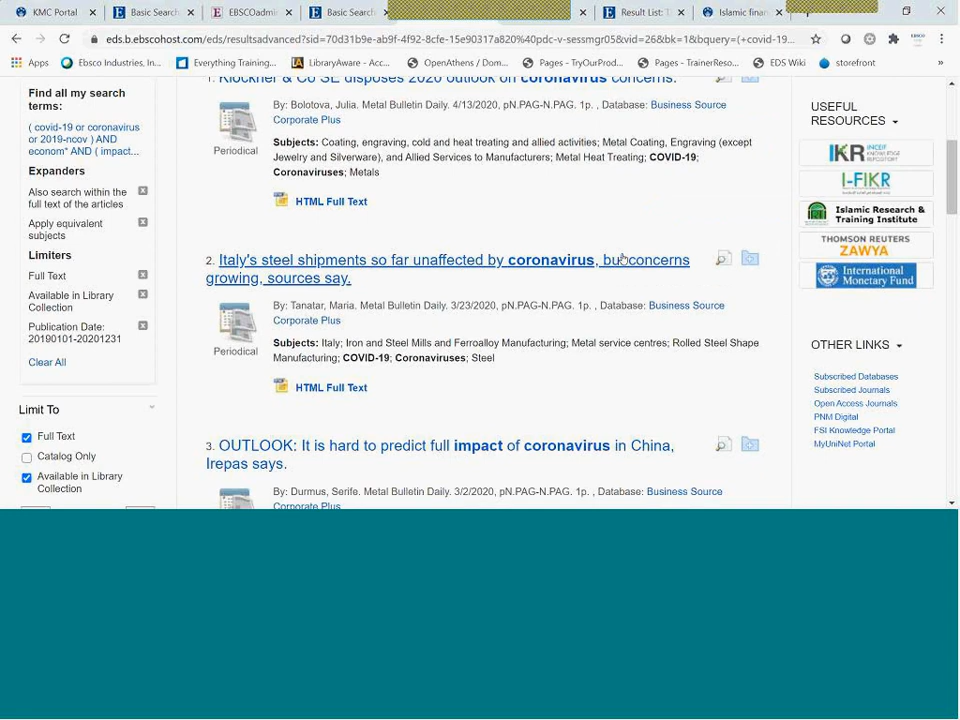 KMC Portal
Basic Search
EBSCOadmin
Basic Search
Result List: T
Islamic finan
eds.b.ebscohost.com/eds/resultsadvanced?sid=70d31b9e-ab9f-4f92-8cfe-15e90317a820%40pdc-v-sessmgr05&vid=26&bk=1&bquery=(+covid-19...
Apps
Ebsco Industries, In...
Everything Training...
LibraryAware - Acc...
OpenAthens / Dom...
Pages - TryOurProd...
Pages - TrainerReso...
EDS Wiki
storefront
»
Find all my search
terms:
( covid-19 or coronavirus
or 2019-ncov ) AND
econom* AND ( impact...
Expanders
Also search within the
full text of the articles
Apply equivalent
subjects
Limiters
Full Text
Available in Library
Collection
Publication Date:
20190101-20201231
Clear All
Limit To
Full Text
Catalog Only
Available in Library
Collection
1. Klockner & Co SE disposes 2020 outlook on coronavirus concerns.
By: Bolotova, Julia. Metal Bulletin Daily. 4/13/2020, pN.PAG-N.PAG. 1p. , Database: Business Source
Corporate Plus
Periodical
Subjects: Coating, engraving, cold and heat treating and allied activities; Metal Coating, Engraving (except
Jewelry and Silverware), and Allied Services to Manufacturers; Metal Heat Treating; COVID-19;
Coronaviruses; Metals
HTML Full Text
2. Italy's steel shipments so far unaffected by coronavirus, but concerns
growing, sources say.
By: Tanatar, Maria. Metal Bulletin Daily. 3/23/2020, pN.PAG-N.PAG. 1p. , Database: Business Source
Corporate Plus
Periodical
Subjects: Italy; Iron and Steel Mills and Ferroalloy Manufacturing; Metal service centres; Rolled Steel Shape
Manufacturing; COVID-19; Coronaviruses; Steel
HTML Full Text
3. OUTLOOK: It is hard to predict full impact of coronavirus in China,
Irepas says.
By: Durmus, Serife. Metal Bulletin Daily. 3/2/2020, pN.PAG-N.PAG. 1p. , Database: Business Source
Corporate Plus
USEFUL
RESOURCES
IKR INCEIF KNOWLEDGE REPOSITORY
I-FIKR
Islamic Research &
Training Institute
THOMSON REUTERS
ZAWYA
International
Monetary Fund
OTHER LINKS
Subscribed Databases
Subscribed Journals
Open Access Journals
PNM Digital
FSI Knowledge Portal
MyUniNet Portal